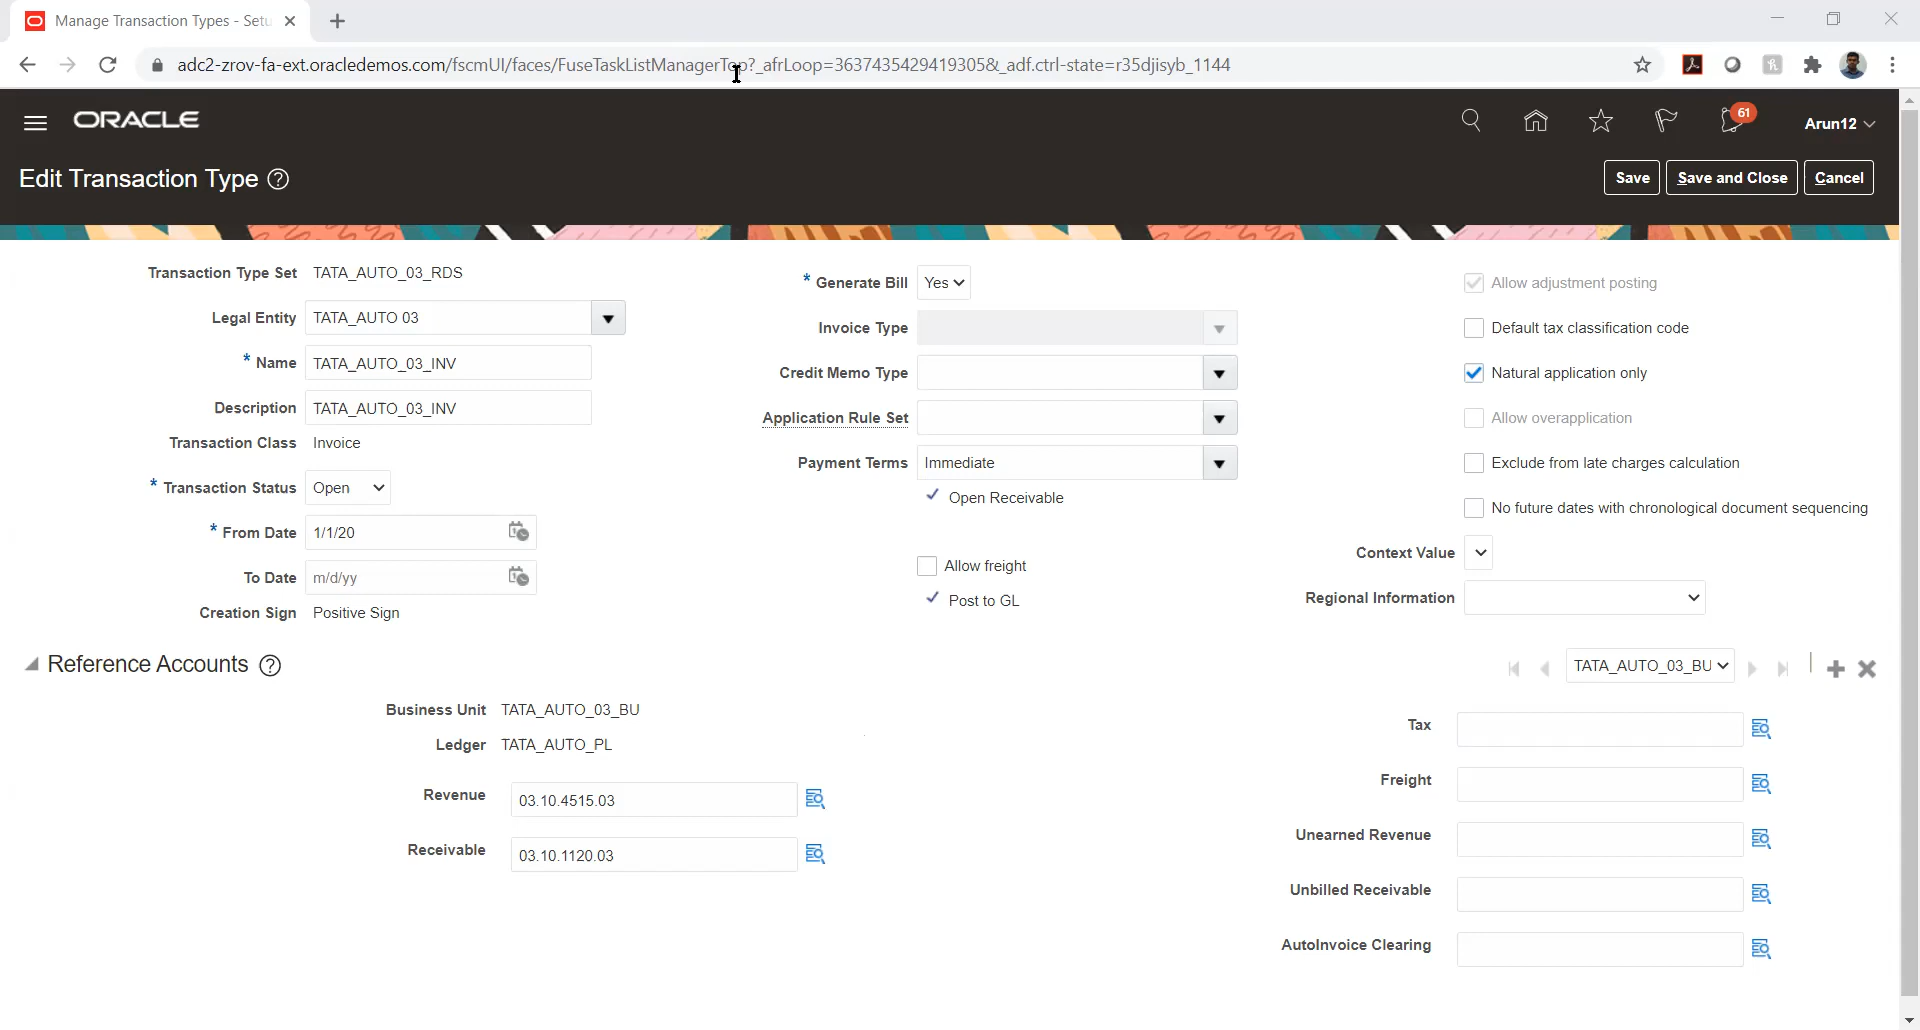 Manage Transaction Types - Setu
adc2-zrov-fa-ext.oracledemos.com/fscmUI/faces/FuseTaskListManagerTop?_afrLoop=36374354294193​05&_adf.ctrl-state=r35djisyb_1144
ORACLE
61
Arun12
Edit Transaction Type
Save
Save and Close
Cancel
Transaction Type Set TATA_AUTO_03_RDS
Legal Entity TATA_AUTO 03
* Name TATA_AUTO_03_INV
Description TATA_AUTO_03_INV
Transaction Class Invoice
* Transaction Status Open
* From Date 1/1/20
To Date m/d/yy
Creation Sign Positive Sign
* Generate Bill Yes
Invoice Type
Credit Memo Type
Application Rule Set
Payment Terms Immediate
Open Receivable
Allow freight
Post to GL
Allow adjustment posting
Default tax classification code
Natural application only
Allow overapplication
Exclude from late charges calculation
No future dates with chronological document sequencing
Context Value
Regional Information
Reference Accounts
TATA_AUTO_03_BU
Business Unit TATA_AUTO_03_BU
Ledger TATA_AUTO_PL
Revenue 03.10.4515.03
Receivable 03.10.1120.03
Tax
Freight
Unearned Revenue
Unbilled Receivable
AutoInvoice Clearing